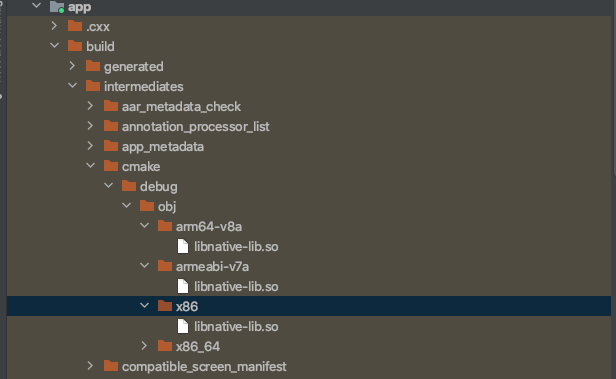 app
.cxx
build
generated
intermediates
aar_metadata_check
annotation_processor_list
app_metadata
cmake
debug
obj
arm64-v8a
libnative-lib.so
armeabi-v7a
libnative-lib.so
x86
libnative-lib.so
x86_64
compatible_screen_manifest